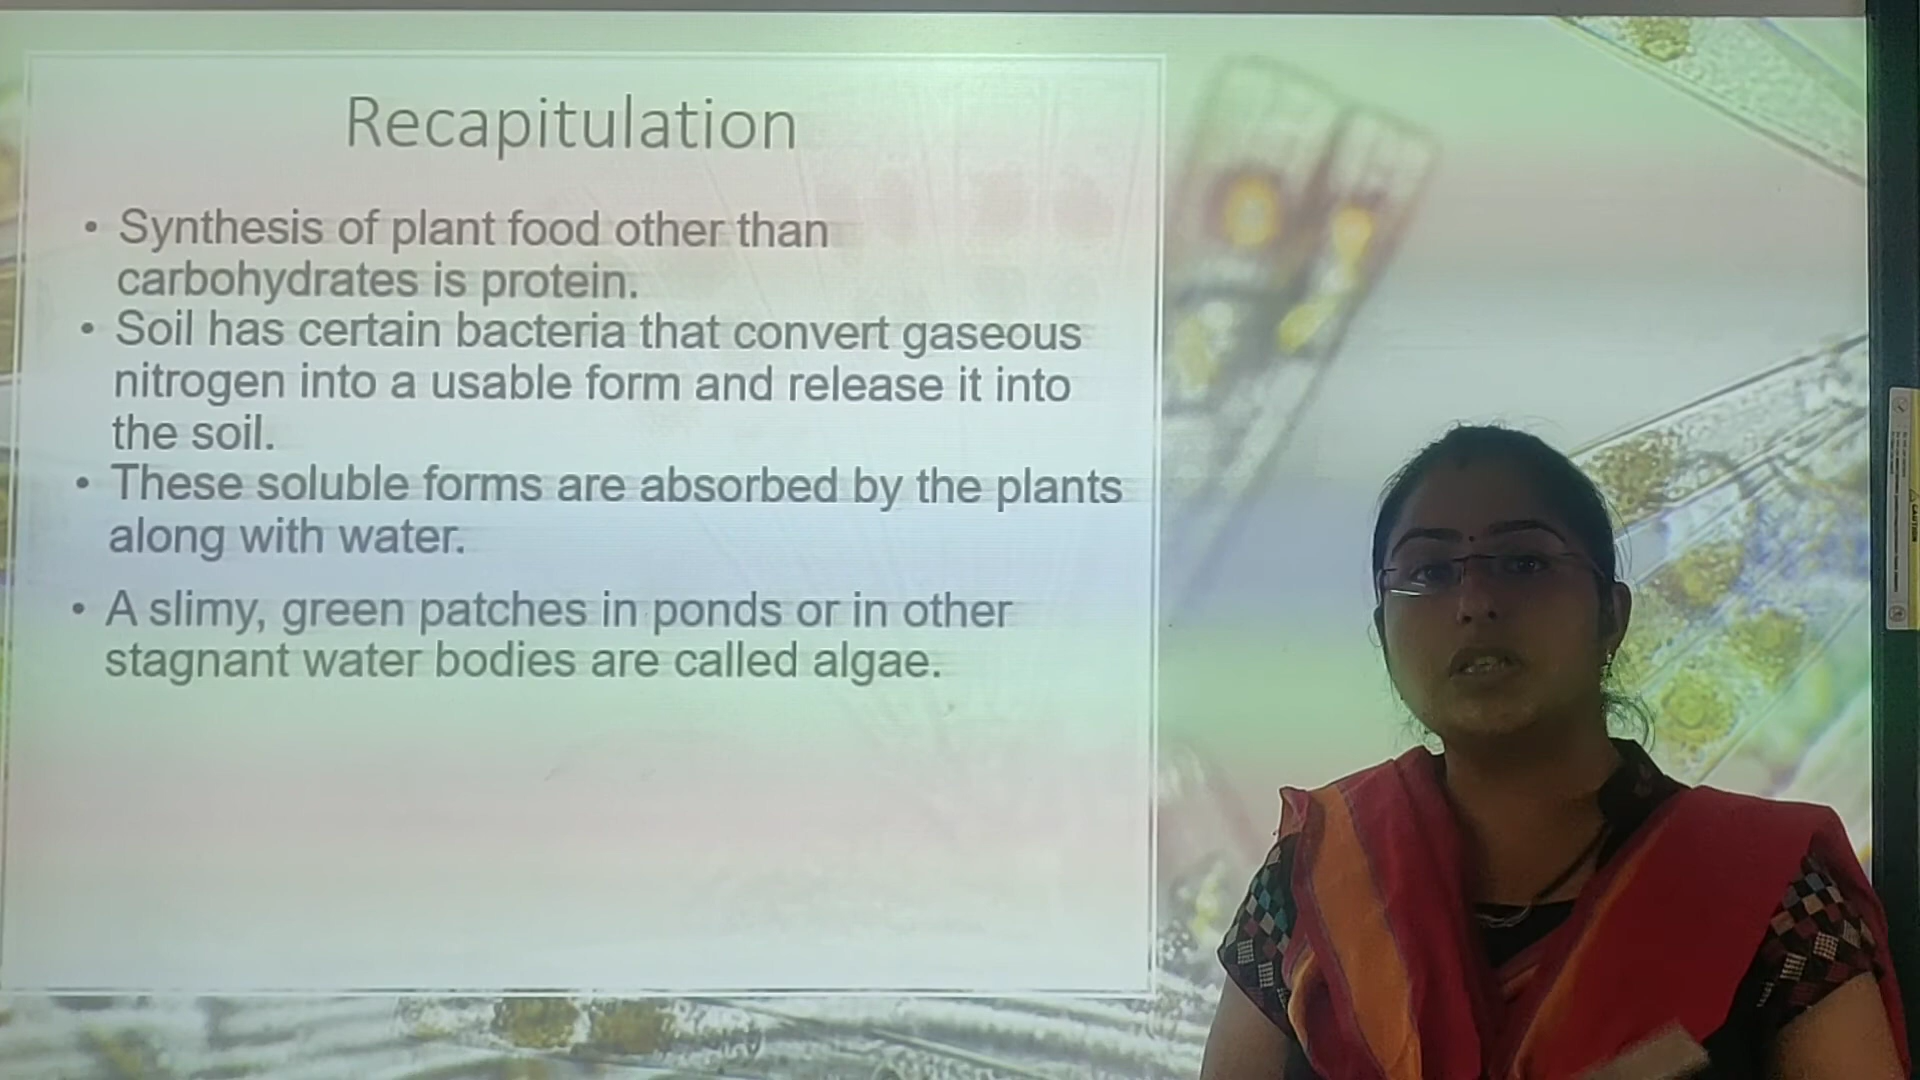 Recapitulation
• Synthesis of plant food other than
carbohydrates is protein.
• Soil has certain bacteria that convert gaseous
nitrogen into a usable form and release it into
the soil.
• These soluble forms are absorbed by the plants
along with water.
• A slimy, green patches in ponds or in other
stagnant water bodies are called algae.
CAUTION